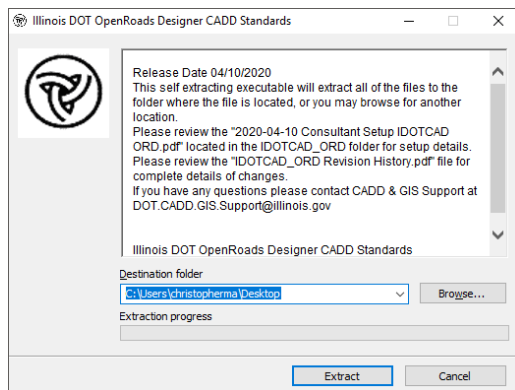 Illinois DOT OpenRoads Designer CADD Standards
Release Date 04/10/2020
This self extracting executable will extract all of the files to the
folder where the file is located, or you may browse for another
location.
Please review the "2020-04-10 Consultant Setup IDOTCAD
ORD.pdf" located in the IDOTCAD_ORD folder for setup details.
Please review the "IDOTCAD_ORD Revision History.pdf" file for
complete details of changes.
If you have any questions please contact CADD & GIS Support at
DOT.CADD.GIS.Support@illinois.gov
Illinois DOT OpenRoads Designer CADD Standards
Destination folder
C:\Users\christopherma\Desktop
Browse...
Extraction progress
Extract
Cancel